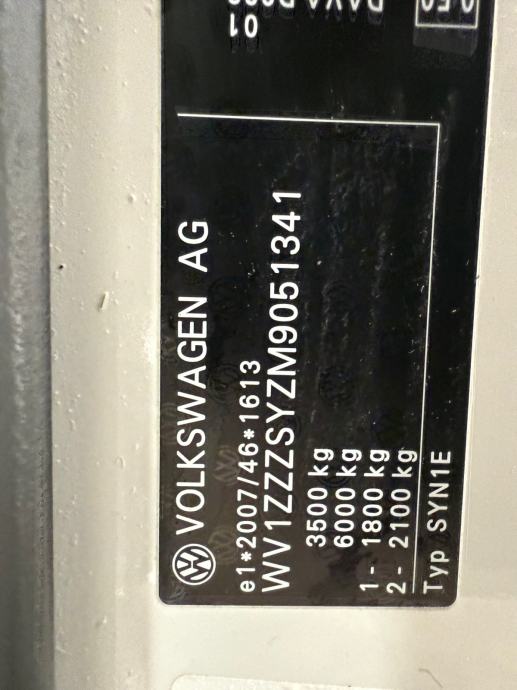 VOLKSWAGEN AG
e1*2007/46*1613
WV1ZZZSYZM9051341
3500 kg
6000 kg
1- 1800 kg
2- 2100 kg
Typ SYN1E
01